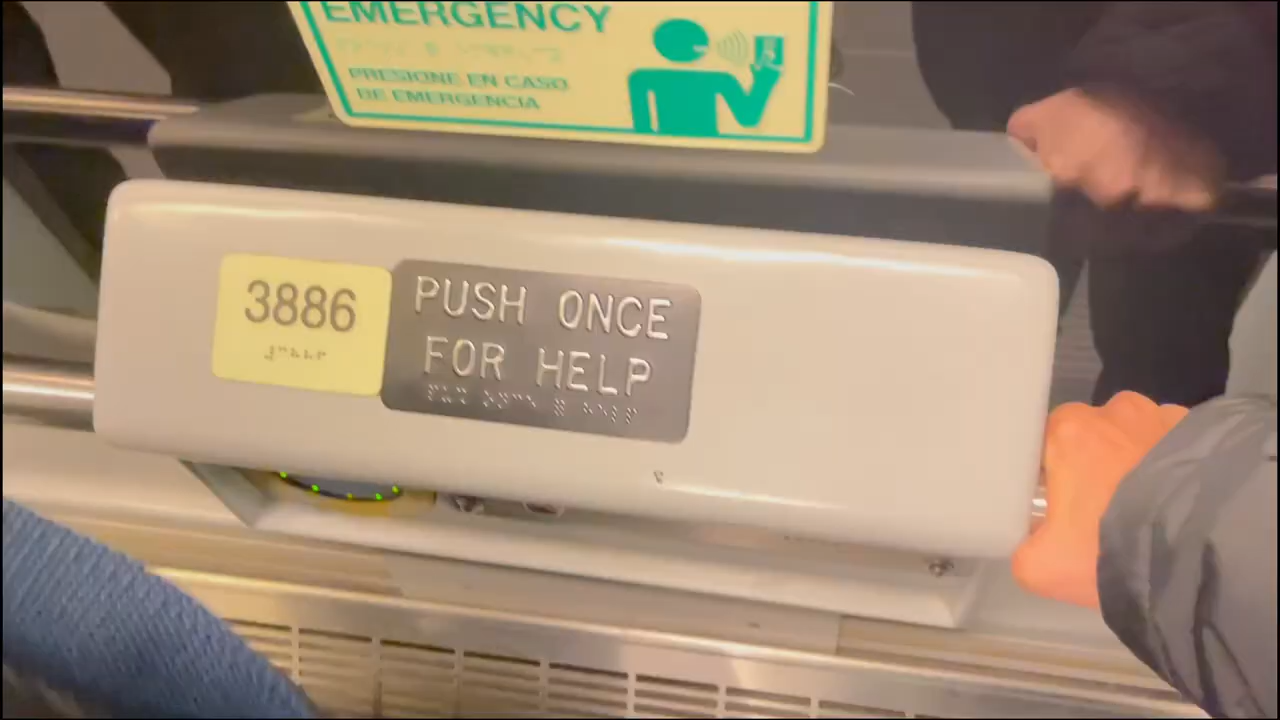 EMERGENCY
PRESIONE EN CASO
DE EMERGENCIA
3886
PUSH ONCE
FOR HELP